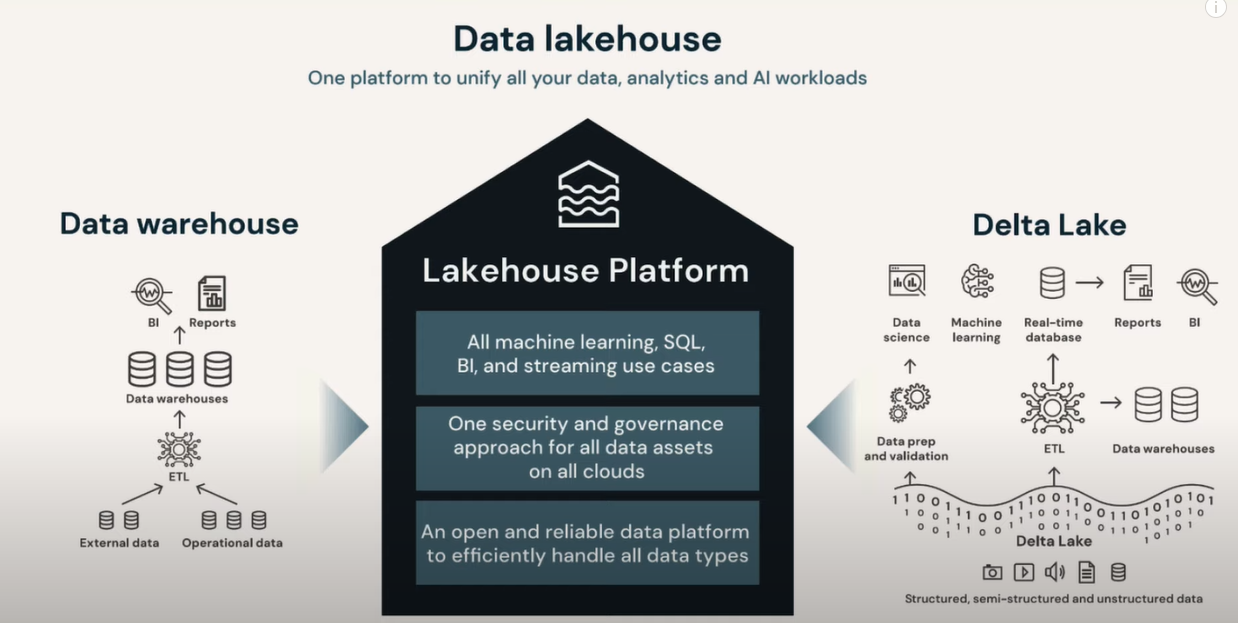 Data lakehouse
One platform to unify all your data, analytics and AI workloads
Data warehouse
BI
Reports
Data warehouses
ETL
External data
Operational data
Lakehouse Platform
All machine learning, SQL,
BI, and streaming use cases
One security and governance
approach for all data assets
on all clouds
An open and reliable data platform
to efficiently handle all data types
Delta Lake
Data
science
Machine
learning
Real-time
database
Reports
BI
Data prep
and validation
ETL
Data warehouses
Delta Lake
Structured, semi-structured and unstructured data